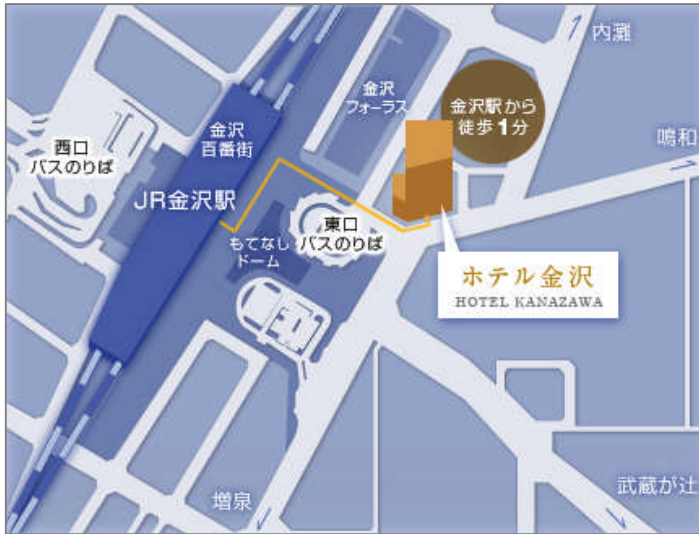 内灘
金沢
フォーラス
金沢駅から
徒歩1分
金沢
百番街
鳴和
西口
バスのりば
JR金沢駅
東口
バスのりば
もてなし
ドーム
ホテル金沢
HOTEL KANAZAWA
増泉
武蔵が辻